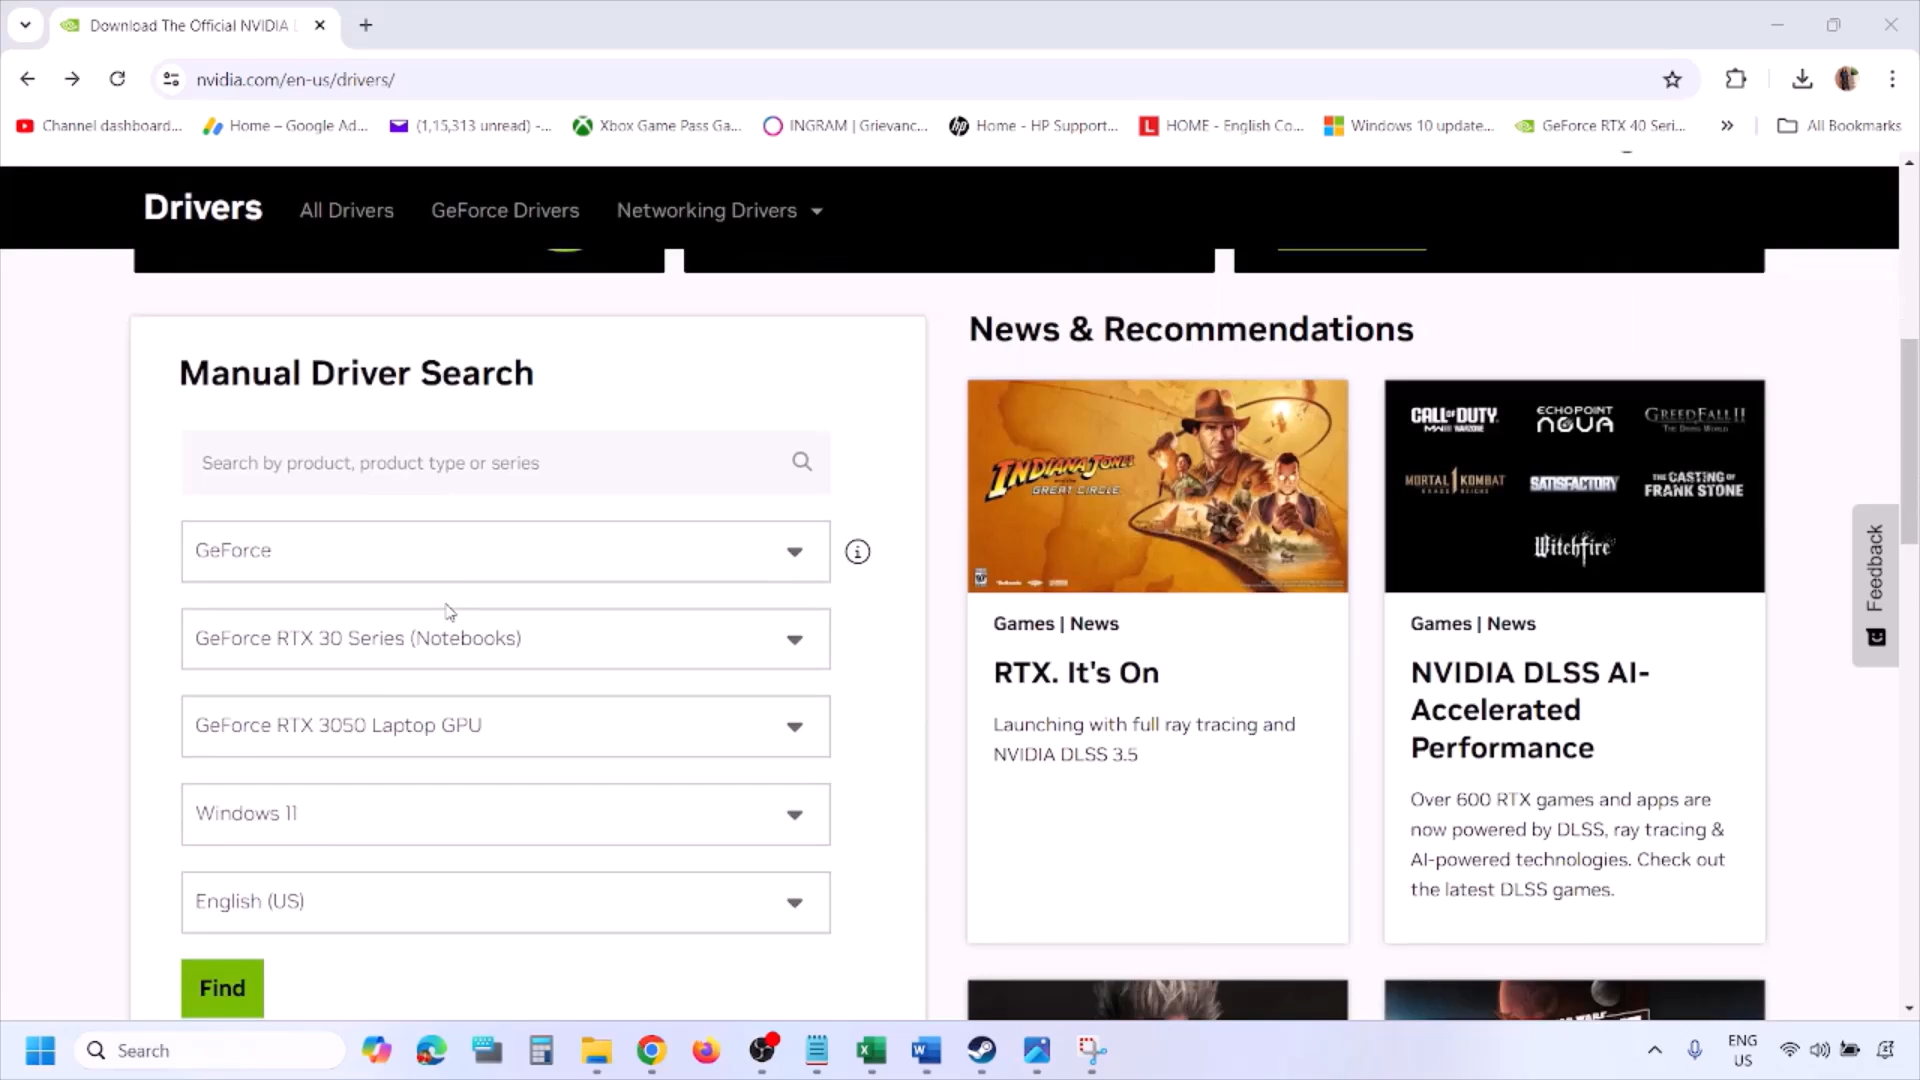 Download The Official NVIDIA
nvidia.com/en-us/drivers/
Channel dashboard...
Home – Google Ad...
(1,15,313 unread) -...
Xbox Game Pass Ga...
INGRAM | Grievanc...
Home - HP Support...
HOME - English Co...
Windows 10 update...
GeForce RTX 40 Seri...
All Bookmarks
Drivers
All Drivers
GeForce Drivers
Networking Drivers
Manual Driver Search
Search by product, product type or series
GeForce
GeForce RTX 30 Series (Notebooks)
GeForce RTX 3050 Laptop GPU
Windows 11
English (US)
Find
News & Recommendations
INDIANA JONES
GREAT CIRCLE
Games | News
RTX. It's On
Launching with full ray tracing and
NVIDIA DLSS 3.5
CALL OF DUTY
ECHOPOINT
NOVA
GREEDFALL II
MORTAL KOMBAT
SATISFACTORY
THE CASTING OF
FRANK STONE
Witchfire
Games | News
NVIDIA DLSS AI-
Accelerated
Performance
Over 600 RTX games and apps are
now powered by DLSS, ray tracing &
AI-powered technologies. Check out
the latest DLSS games.
Feedback
Search
ENG
US